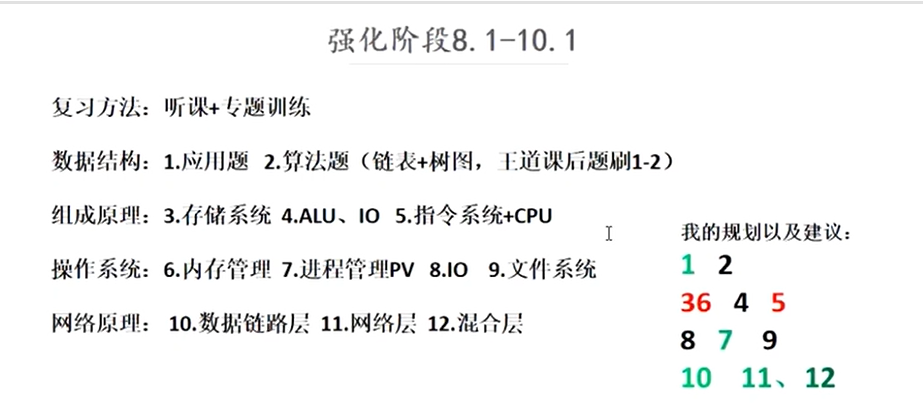 强化阶段8.1-10.1
复习方法：听课+专题训练
数据结构：1.应用题 2.算法题（链表+树图，王道课后题刷1-2）
组成原理：3.存储系统 4.ALU、IO 5.指令系统+CPU
操作系统：6.内存管理 7.进程管理PV 8.IO 9.文件系统
网络原理： 10.数据链路层 11.网络层 12.混合层
我的规划以及建议：
1 2
36 4 5
8 7 9
10 11、12